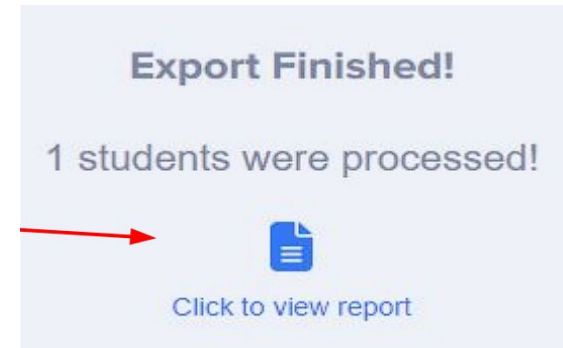 Export Finished!
1 students were processed!
Click to view report